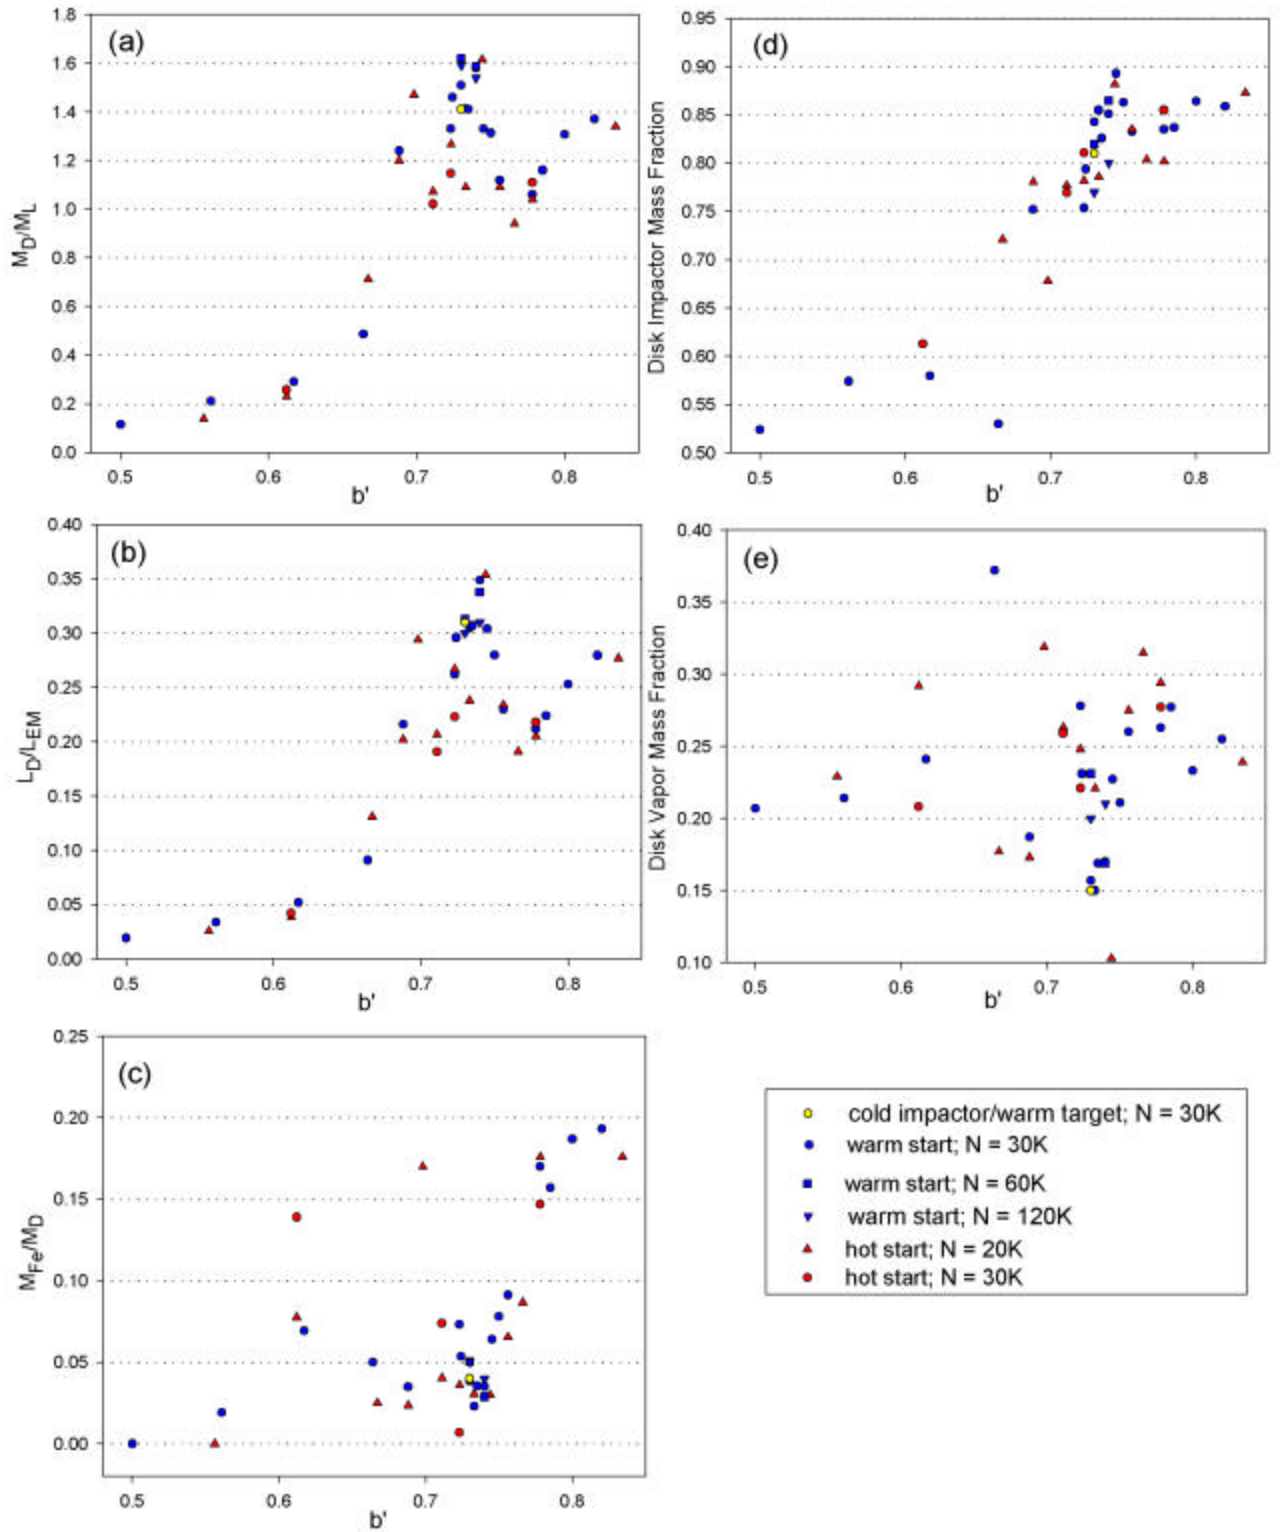 (a)
1.8
1.6
1.4
1.2
1.0
0.8
0.6
0.4
0.2
0.0
M_D/M_L
0.5 0.6 0.7 0.8
b'
(d)
0.95
0.90
0.85
0.80
0.75
0.70
0.65
0.60
0.55
0.50
Disk Impactor Mass Fraction
0.5 0.6 0.7 0.8
b'
(b)
0.40
0.35
0.30
0.25
0.20
0.15
0.10
0.05
0.00
L_D/L_EM
0.5 0.6 0.7 0.8
b'
(e)
0.40
0.35
0.30
0.25
0.20
0.15
0.10
Disk Vapor Mass Fraction
0.5 0.6 0.7 0.8
b'
(c)
0.25
0.20
0.15
0.10
0.05
0.00
M_Fe/M_D
0.5 0.6 0.7 0.8
b'
cold impactor/warm target; N = 30K
warm start; N = 30K
warm start; N = 60K
warm start; N = 120K
hot start; N = 20K
hot start; N = 30K